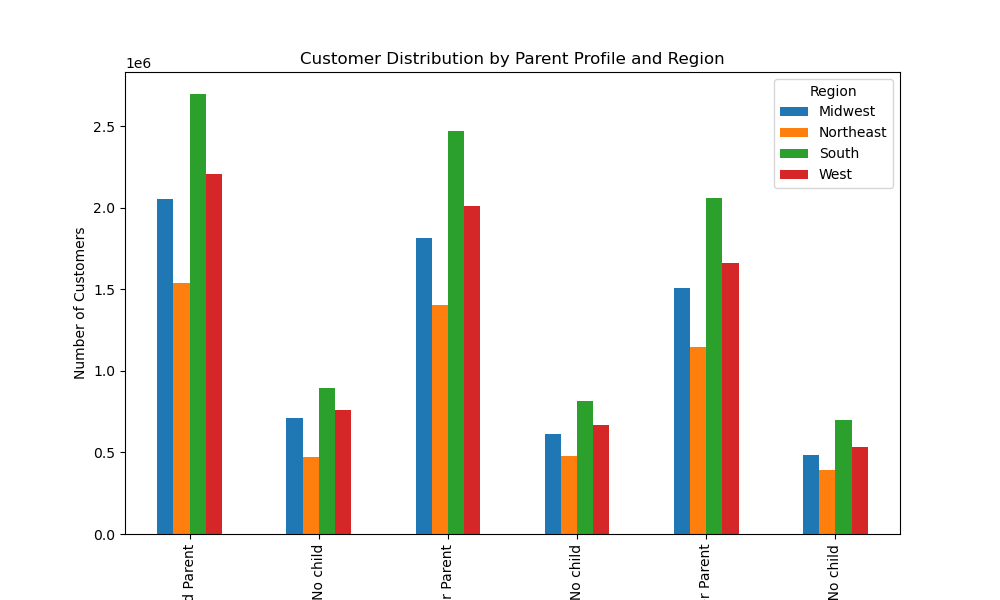 Customer Distribution by Parent Profile and Region
1e6
Region
Midwest
Northeast
South
West
2.5
2.0
1.5
1.0
0.5
0.0
Number of Customers
Parent
No child
Parent
No child
Parent
No child